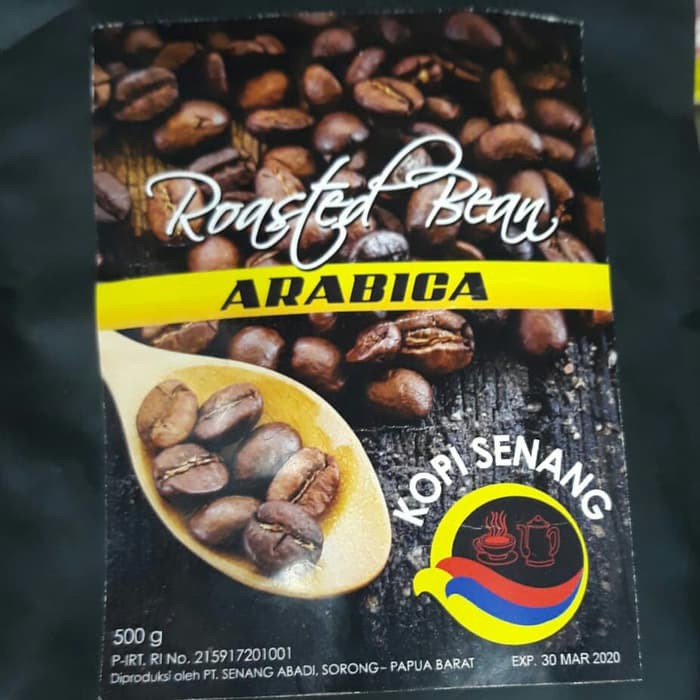 Roasted Bean
ARABICA
KOPI SENANG
500 g
P-IRT. RI No. 215917201001
Diproduksi oleh PT. SENANG ABADI, SORONG– PAPUA BARAT
EXP. 30 MAR 2020